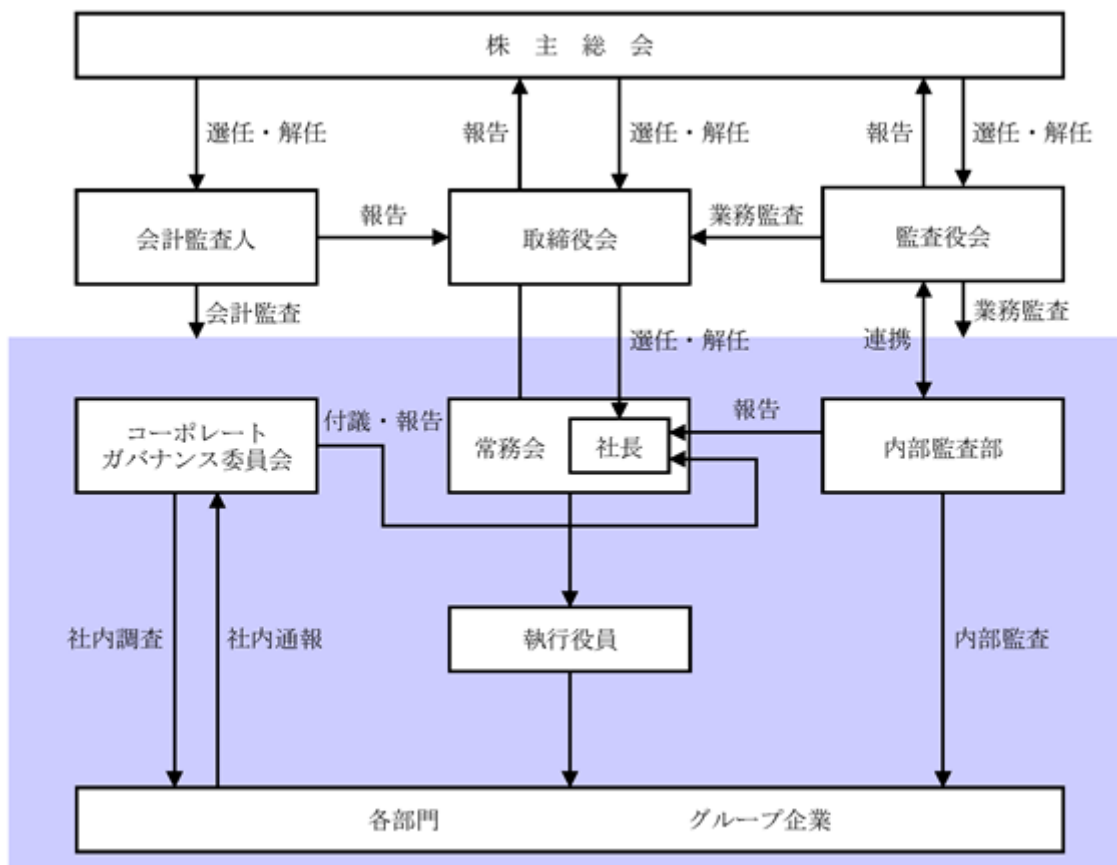 株主総会
選任・解任
報告
選任・解任
報告
選任・解任
会計監査人
報告
取締役会
業務監査
監査役会
会計監査
選任・解任
連携
業務監査
コーポレート
ガバナンス委員会
付議・報告
常務会
社長
報告
内部監査部
社内調査
社内通報
執行役員
内部監査
各部門
グループ企業